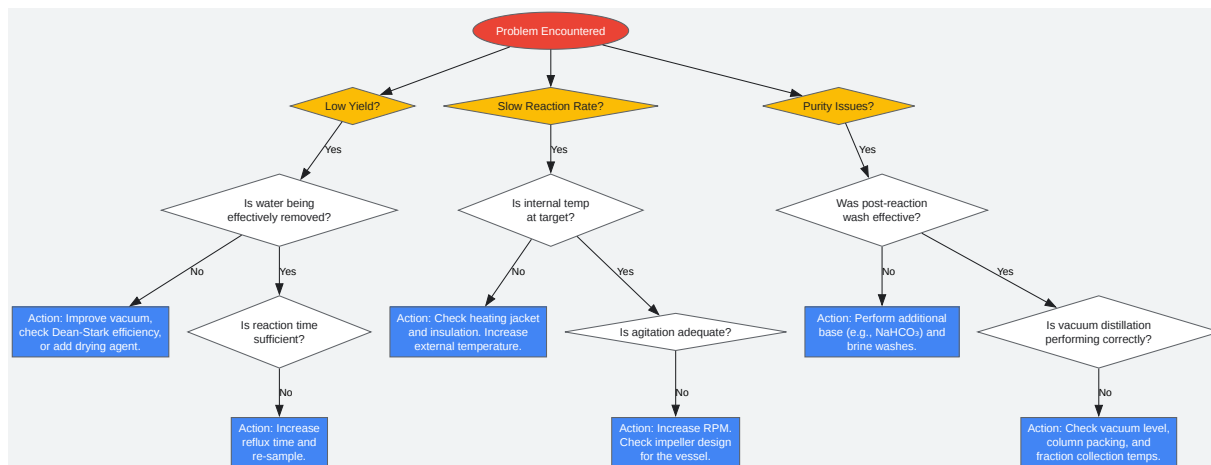 Problem Encountered
Low Yield?
Slow Reaction Rate?
Purity Issues?
Yes
Yes
Yes
Is water being
effectively removed?
Is internal temp
at target?
Was post-reaction
wash effective?
No
Yes
No
Yes
No
Yes
Action: Improve vacuum,
check Dean-Stark efficiency,
or add drying agent.
Is reaction time
sufficient?
Action: Check heating jacket
and insulation. Increase
external temperature.
Is agitation adequate?
Action: Perform additional
base (e.g., NaHCO₃) and
brine washes.
Is vacuum distillation
performing correctly?
No
No
No
Action: Increase
reflux time and
re-sample.
Action: Increase RPM.
Check impeller design
for the vessel.
Action: Check vacuum level,
column packing, and
fraction collection temps.